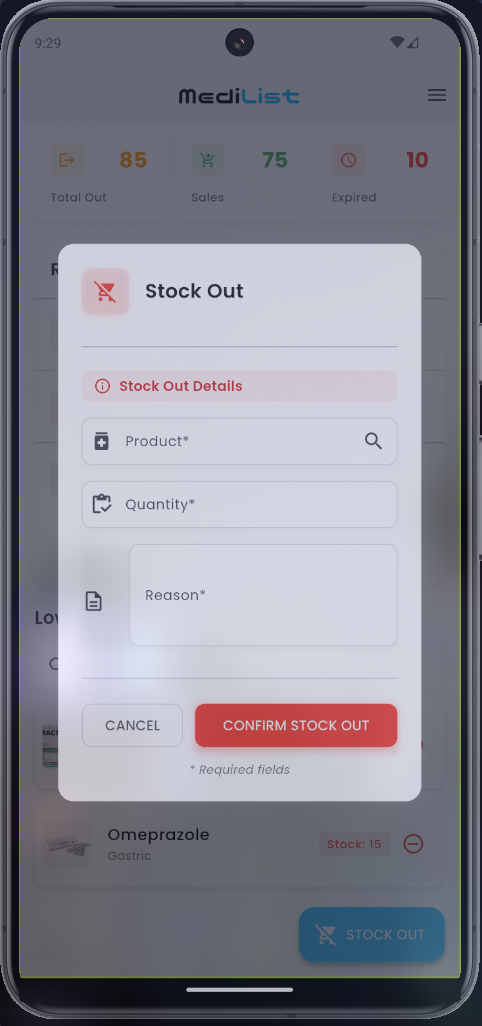 9:29
MediList
85
75
10
Total Out
Sales
Expired
Stock Out
Stock Out Details
Product*
Quantity*
Reason*
CANCEL
CONFIRM STOCK OUT
* Required fields
Omeprazole
Gastric
Stock: 15
STOCK OUT